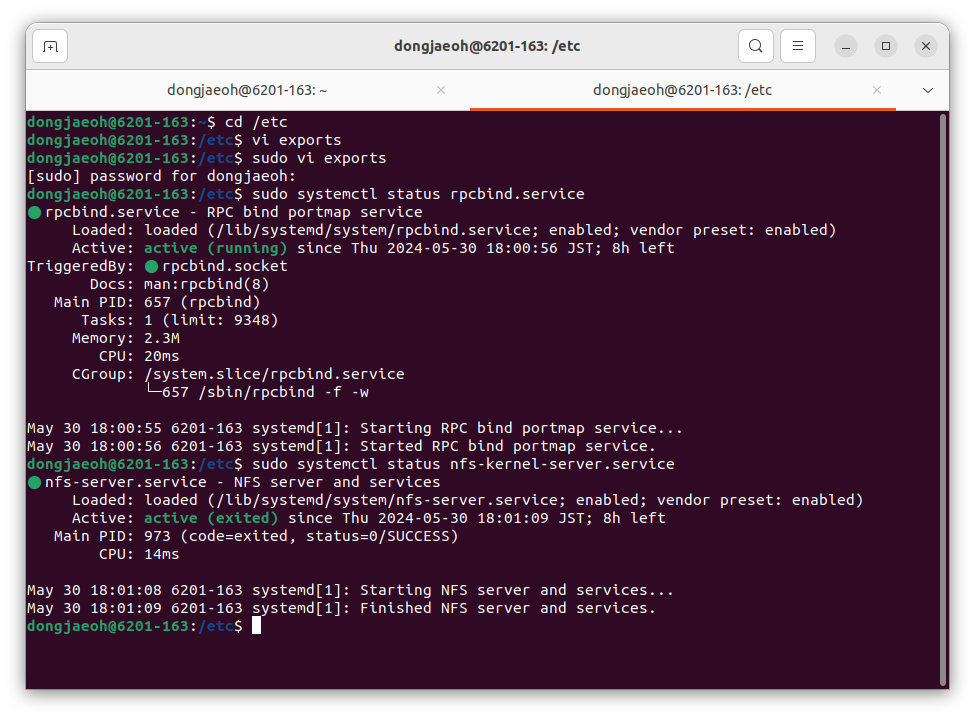 dongjaeoh@6201-163: /etc
dongjaeoh@6201-163: ~
dongjaeoh@6201-163: /etc
dongjaeoh@6201-163:~$ cd /etc
dongjaeoh@6201-163:/etc$ vi exports
dongjaeoh@6201-163:/etc$ sudo vi exports
[sudo] password for dongjaeoh:
dongjaeoh@6201-163:/etc$ sudo systemctl status rpcbind.service
● rpcbind.service - RPC bind portmap service
Loaded: loaded (/lib/systemd/system/rpcbind.service; enabled; vendor preset: enabled)
Active: active (running) since Thu 2024-05-30 18:00:56 JST; 8h left
TriggeredBy: ● rpcbind.socket
Docs: man:rpcbind(8)
Main PID: 657 (rpcbind)
Tasks: 1 (limit: 9348)
Memory: 2.3M
CPU: 20ms
CGroup: /system.slice/rpcbind.service
└─657 /sbin/rpcbind -f -w
May 30 18:00:55 6201-163 systemd[1]: Starting RPC bind portmap service...
May 30 18:00:56 6201-163 systemd[1]: Started RPC bind portmap service.
dongjaeoh@6201-163:/etc$ sudo systemctl status nfs-kernel-server.service
● nfs-server.service - NFS server and services
Loaded: loaded (/lib/systemd/system/nfs-server.service; enabled; vendor preset: enabled)
Active: active (exited) since Thu 2024-05-30 18:01:09 JST; 8h left
Main PID: 973 (code=exited, status=0/SUCCESS)
CPU: 14ms
May 30 18:01:08 6201-163 systemd[1]: Starting NFS server and services...
May 30 18:01:09 6201-163 systemd[1]: Finished NFS server and services.
dongjaeoh@6201-163:/etc$